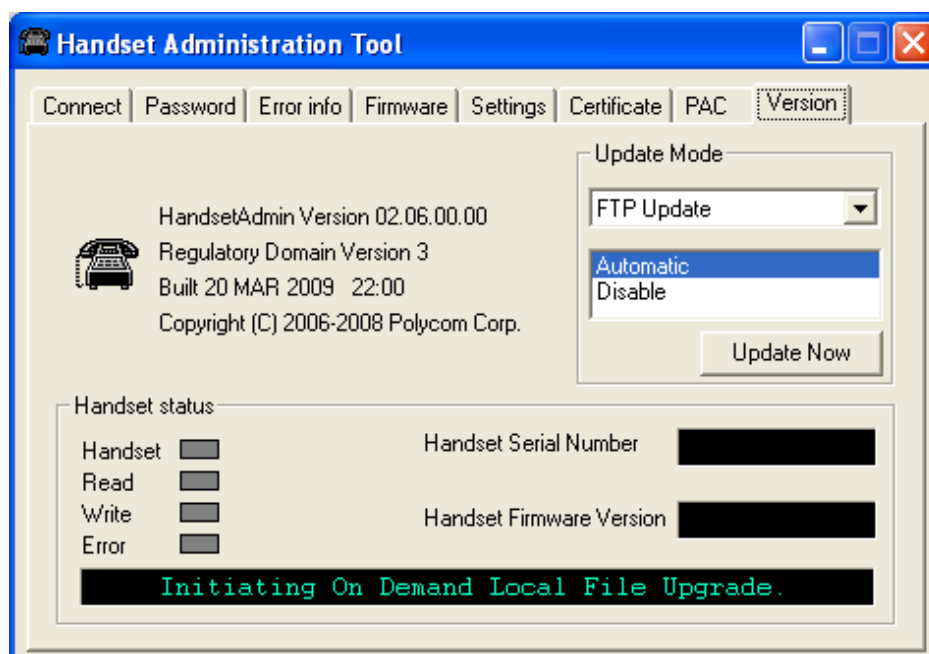 Handset Administration Tool
Connect Password Error info Firmware Settings Certificate PAC Version
Update Mode
FTP Update
Automatic
Disable
Update Now
HandsetAdmin Version 02.06.00.00
Regulatory Domain Version 3
Built 20 MAR 2009 22:00
Copyright (C) 2006-2008 Polycom Corp.
Handset status
Handset
Read
Write
Error
Handset Serial Number
Handset Firmware Version
Initiating On Demand Local File Upgrade.